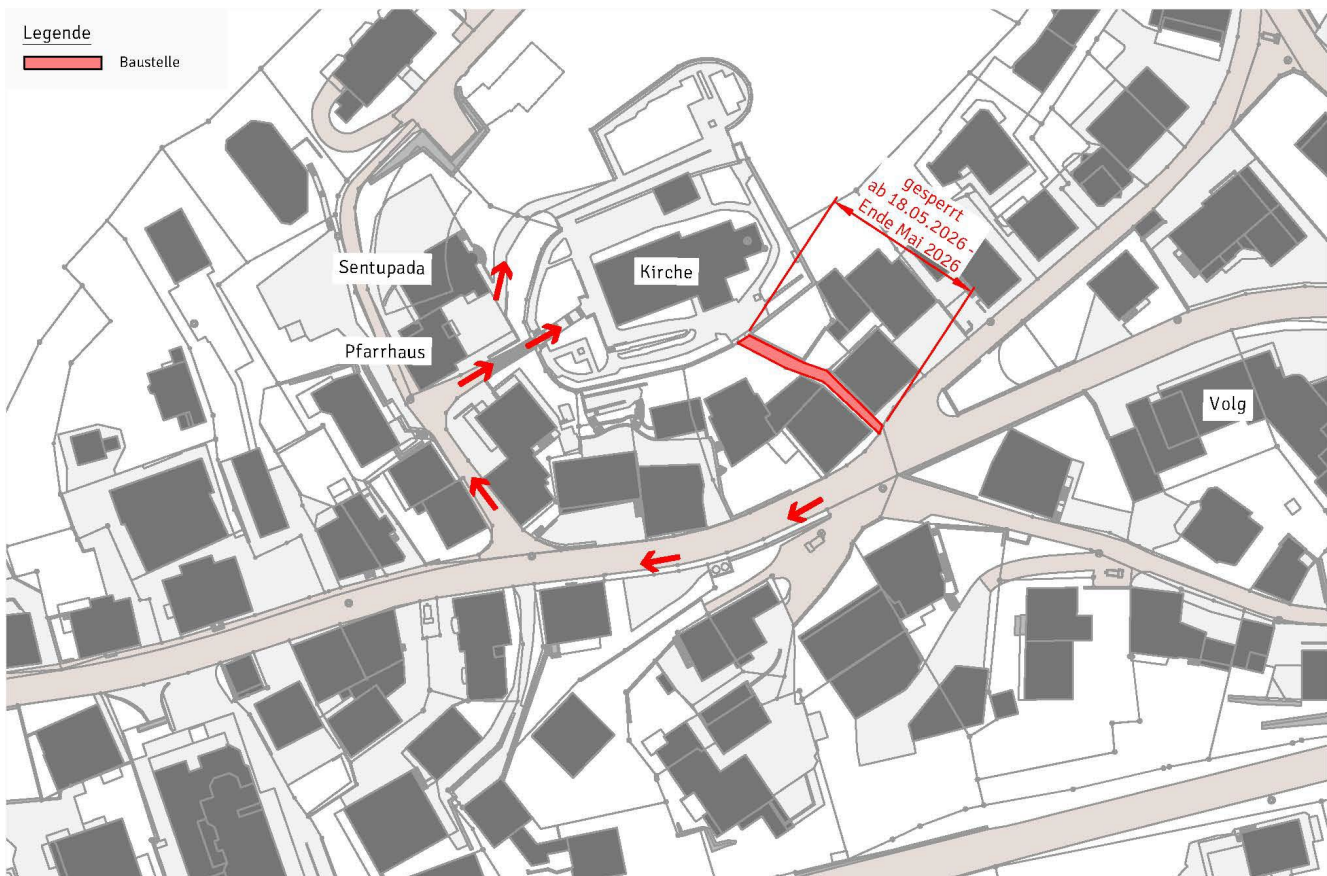 Legende
Baustelle
gesperrt
ab 18.05.2026 -
Ende Mai 2026
Sentupada
Kirche
Pfarrhaus
Volg